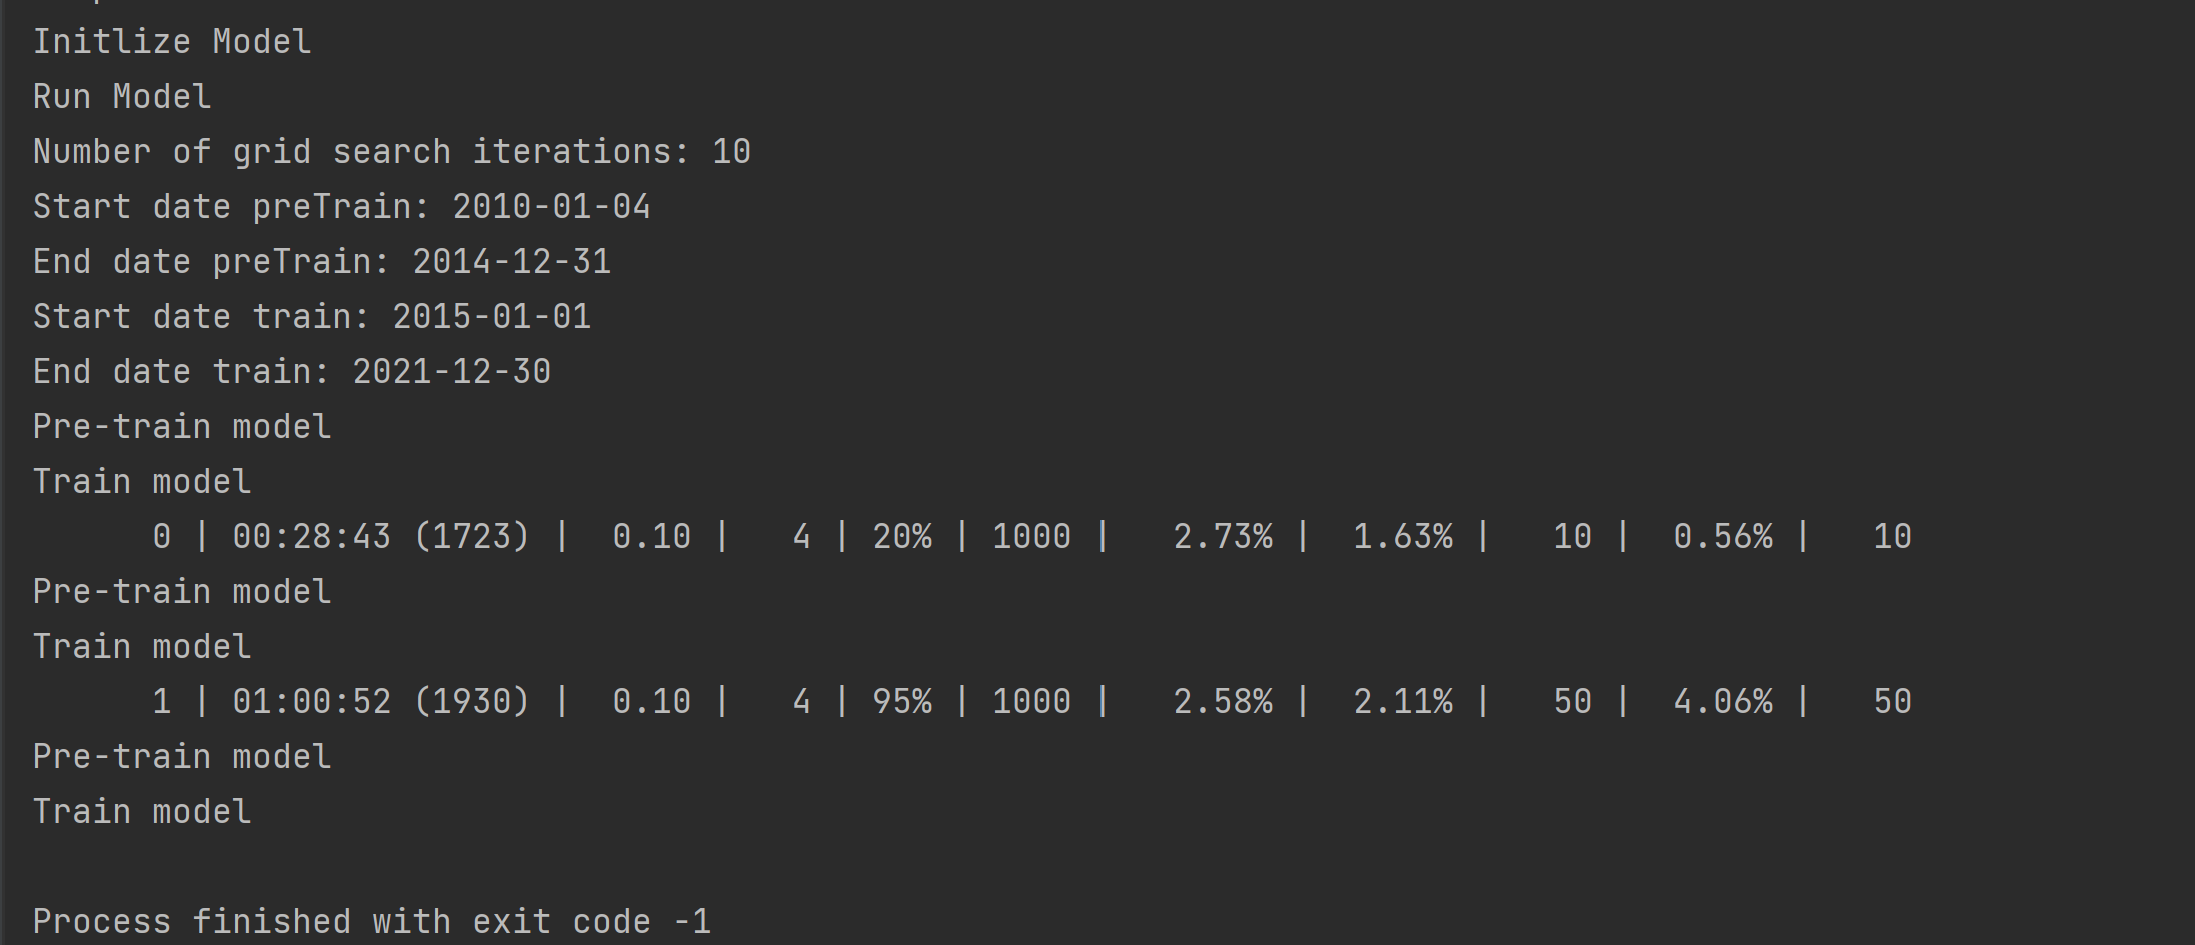 Initlize Model
Run Model
Number of grid search iterations: 10
Start date preTrain: 2010-01-04
End date preTrain: 2014-12-31
Start date train: 2015-01-01
End date train: 2021-12-30
Pre-train model
Train model
0 | 00:28:43 (1723) |  0.10 |   4 | 20% | 1000 |   2.73% |  1.63% |   10 |  0.56% |   10
Pre-train model
Train model
1 | 01:00:52 (1930) |  0.10 |   4 | 95% | 1000 |   2.58% |  2.11% |   50 |  4.06% |   50
Pre-train model
Train model
Process finished with exit code -1